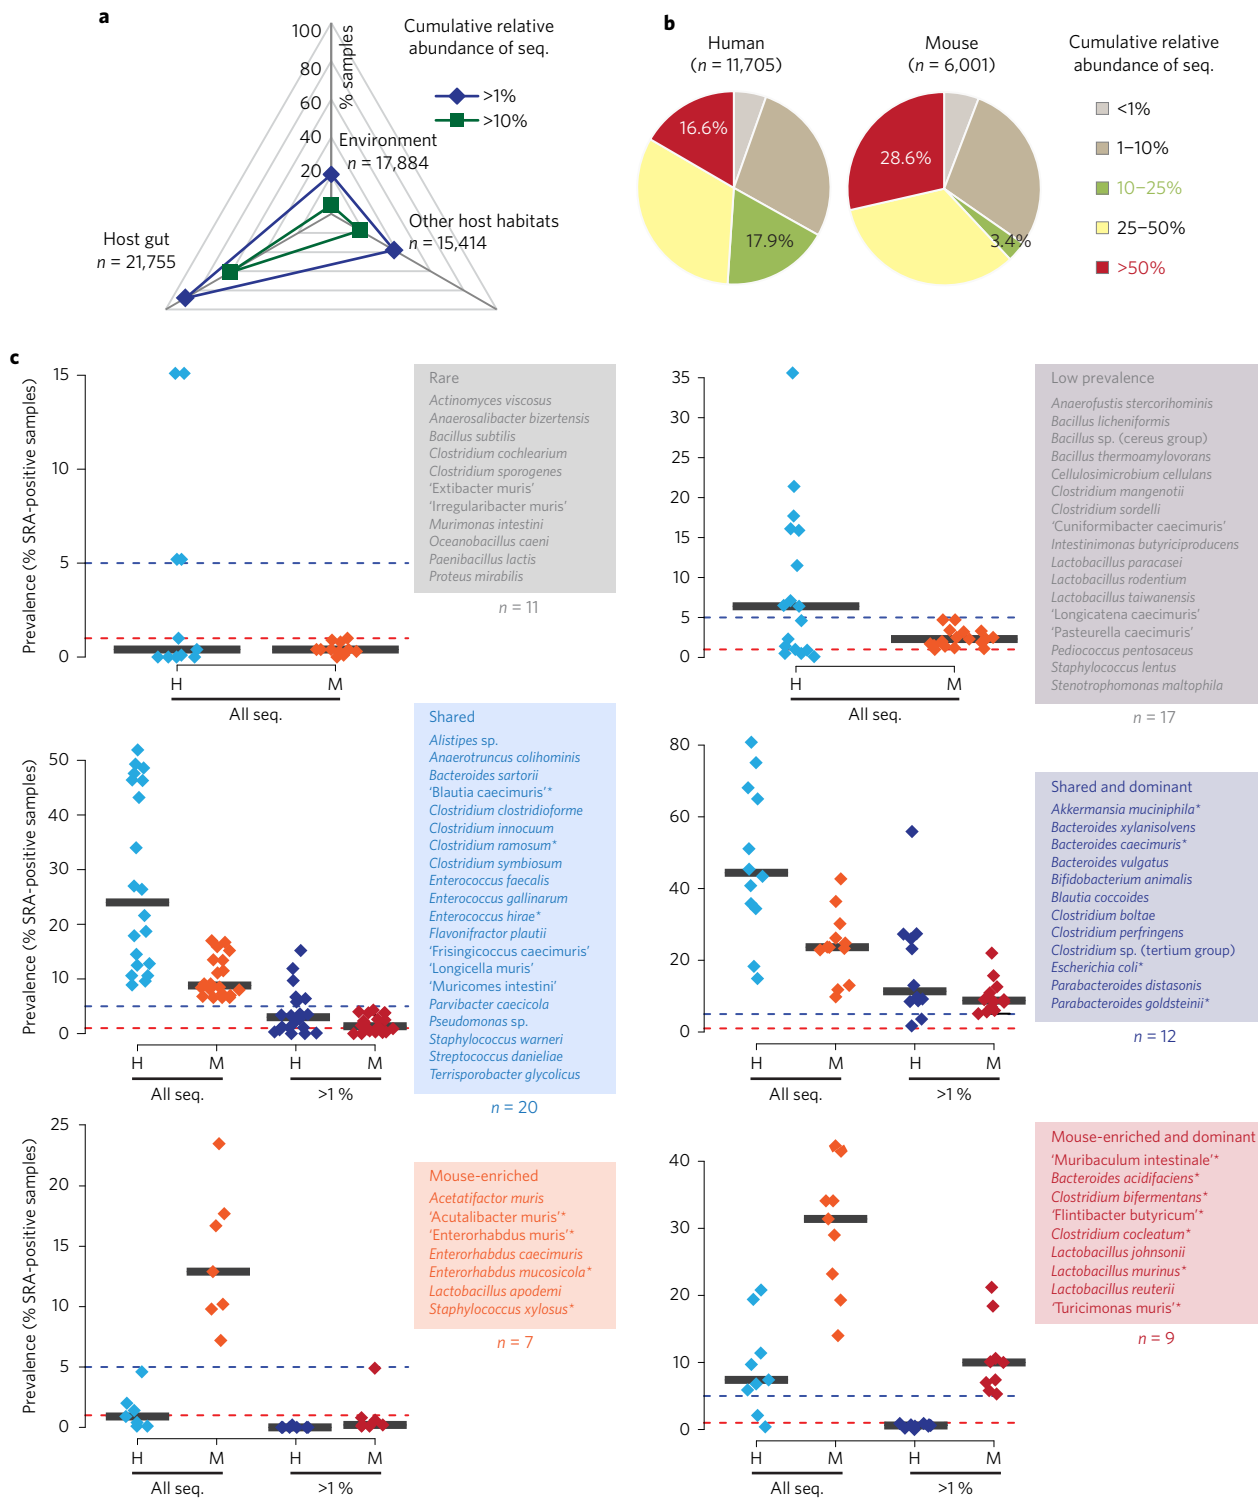 a
100
80
60
40
20
% samples
Cumulative relative
abundance of seq.
>1%
>10%
Environment
n = 17,884
Other host habitats
n = 15,414
Host gut
n = 21,755
b
Human
(n = 11,705)
Mouse
(n = 6,001)
16.6%
17.9%
28.6%
3.4%
Cumulative relative
abundance of seq.
<1%
1–10%
10–25%
25–50%
>50%
c
Prevalence (% SRA-positive samples)
15
10
5
0
H
M
All seq.
Rare
Actinomyces viscosus
Anaerosalibacter bizertensis
Bacillus subtilis
Clostridium cochlearium
Clostridium sporogenes
‘Extibacter muris’
‘Irregularibacter muris’
Murimonas intestini
Oceanobacillus caeni
Paenibacillus lactis
Proteus mirabilis
n = 11
35
30
25
20
15
10
5
0
H
M
All seq.
Low prevalence
Anaerofustis stercorihominis
Bacillus licheniformis
Bacillus sp. (cereus group)
Bacillus thermoamylovorans
Cellulosimicrobium cellulans
Clostridium mangenotii
Clostridium sordelli
‘Cuniformibacter caecimuris’
Intestinimonas butyriciproducens
Lactobacillus paracasei
Lactobacillus rodentium
Lactobacillus taiwanensis
‘Longicatena caecimuris’
‘Pasteurella caecimuris’
Pediococcus pentosaceus
Staphylococcus lentus
Stenotrophomonas maltophila
n = 17
Prevalence (% SRA-positive samples)
50
40
30
20
10
0
H
M
H
M
All seq.
>1 %
Shared
Alistipes sp.
Anaerotruncus colihominis
Bacteroides sartorii
‘Blautia caecimuris’*
Clostridium clostridioforme
Clostridium innocuum
Clostridium ramosum*
Clostridium symbiosum
Enterococcus faecalis
Enterococcus gallinarum
Enterococcus hirae*
Flavonifractor plautii
‘Frisingicoccus caecimuris’
‘Longicella muris’
‘Muricomes intestini’
Parvibacter caecicola
Pseudomonas sp.
Staphylococcus warneri
Streptococcus danieliae
Terrisporobacter glycolicus
n = 20
80
60
40
20
0
H
M
H
M
All seq.
>1 %
Shared and dominant
Akkermansia muciniphila*
Bacteroides xylanisolvens
Bacteroides caecimuris*
Bacteroides vulgatus
Bifidobacterium animalis
Blautia coccoides
Clostridium boltae
Clostridium perfringens
Clostridium sp. (tertium group)
Escherichia coli*
Parabacteroides distasonis
Parabacteroides goldsteinii*
n = 12
Prevalence (% SRA-positive samples)
25
20
15
10
5
0
H
M
H
M
All seq.
>1 %
Mouse-enriched
Acetatifactor muris
‘Acutalibacter muris’*
‘Enterorhabdus muris’*
Enterorhabdus caecimuris
Enterorhabdus mucosicola*
Lactobacillus apodemi
Staphylococcus xylosus*
n = 7
40
30
20
10
0
H
M
H
M
All seq.
>1 %
Mouse-enriched and dominant
‘Muribaculum intestinale’*
Bacteroides acidifaciens*
Clostridium bifermentans*
‘Flintibacter butyricum’*
Clostridium cocleatum*
Lactobacillus johnsonii
Lactobacillus murinus*
Lactobacillus reuterii
‘Turicimonas muris’*
n = 9